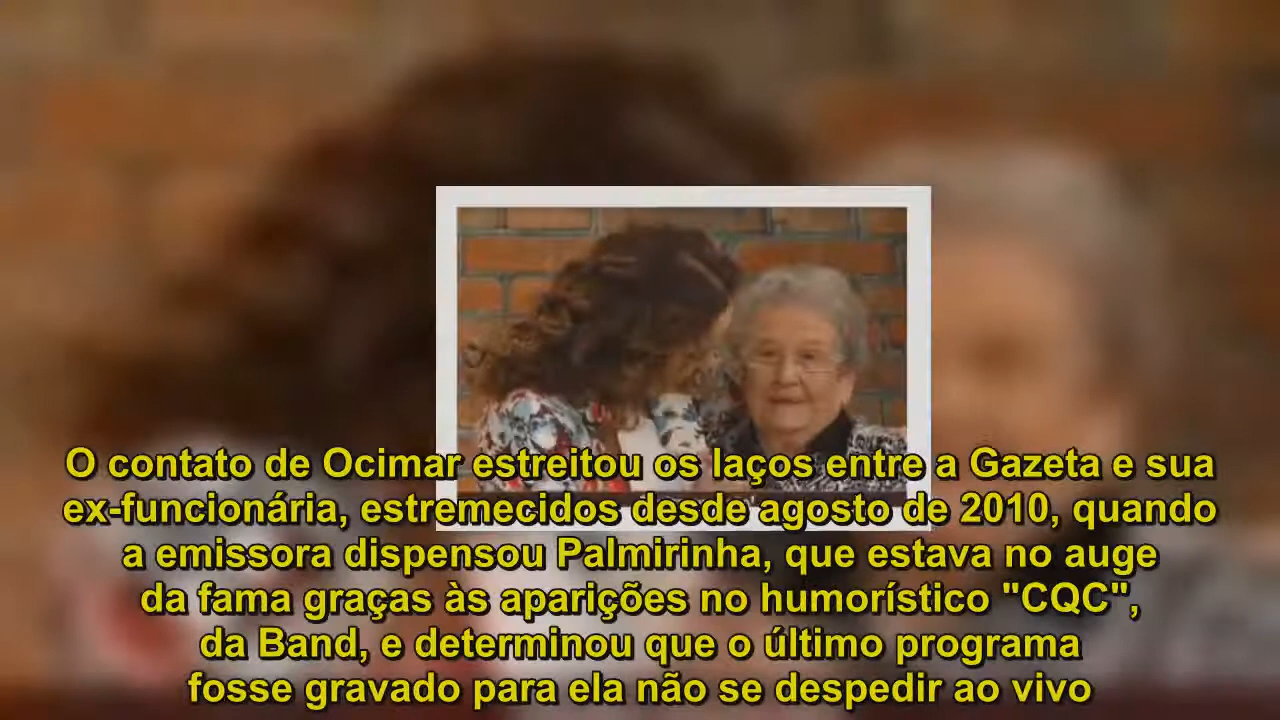 O contato de Ocimar estreitou os laços entre a Gazeta e sua
ex-funcionária, estremecidos desde agosto de 2010, quando
a emissora dispensou Palmirinha, que estava no auge
da fama graças às aparições no humorístico "CQC",
da Band, e determinou que o último programa
fosse gravado para ela não se despedir ao vivo